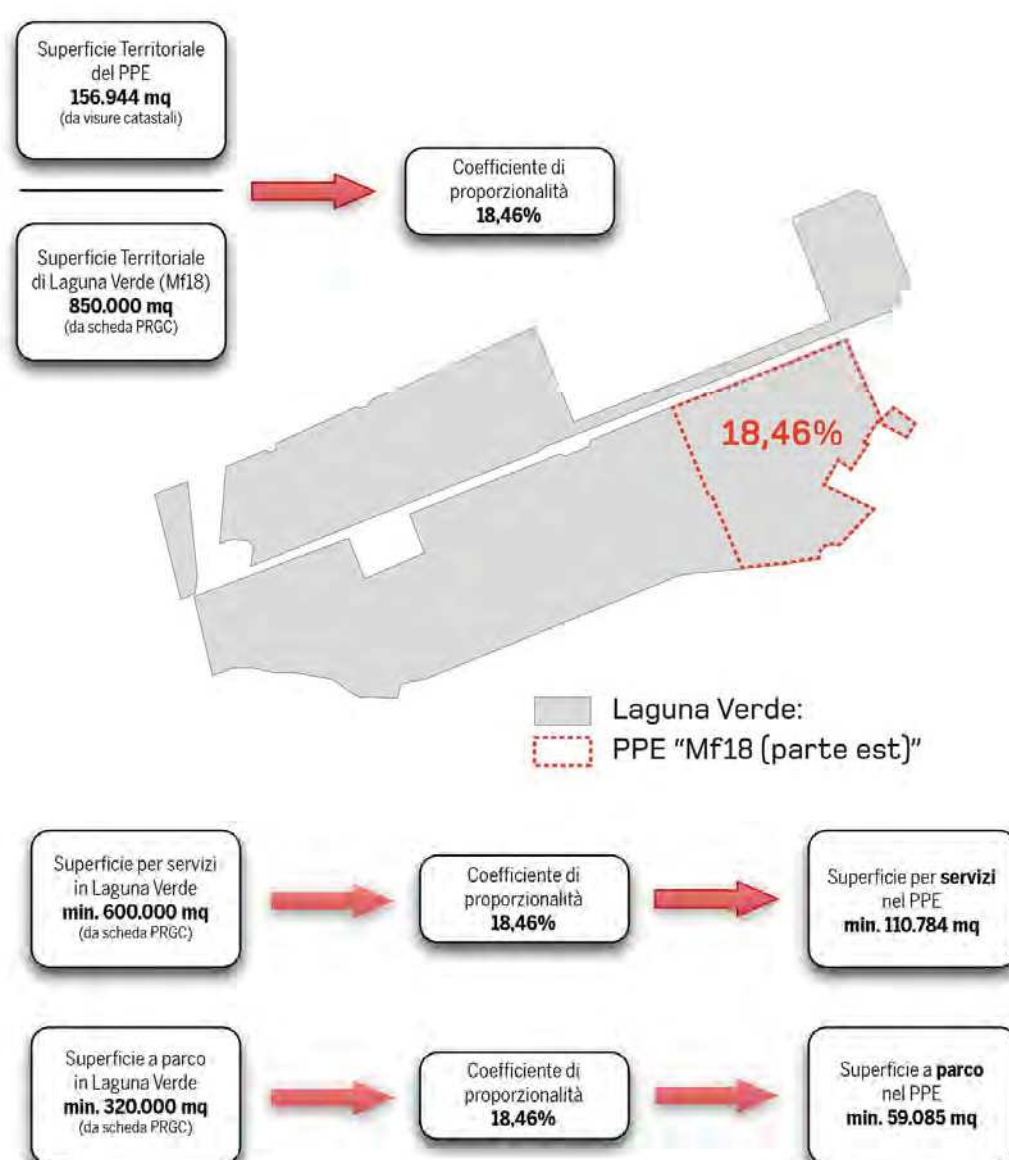 Superficie Territoriale
del PPE
156.944 mq
(da visure catastali)
Coefficiente di
proporzionalità
18,46%
Superficie Territoriale
di Laguna Verde (Mf18)
850.000 mq
(da scheda PRGC)
18,46%
Laguna Verde:
PPE "Mf18 (parte est)"
Superficie per servizi
in Laguna Verde
min. 600.000 mq
(da scheda PRGC)
Coefficiente di
proporzionalità
18,46%
Superficie per servizi
nel PPE
min. 110.784 mq
Superficie a parco
in Laguna Verde
min. 320.000 mq
(da scheda PRGC)
Coefficiente di
proporzionalità
18,46%
Superficie a parco
nel PPE
min. 59.085 mq